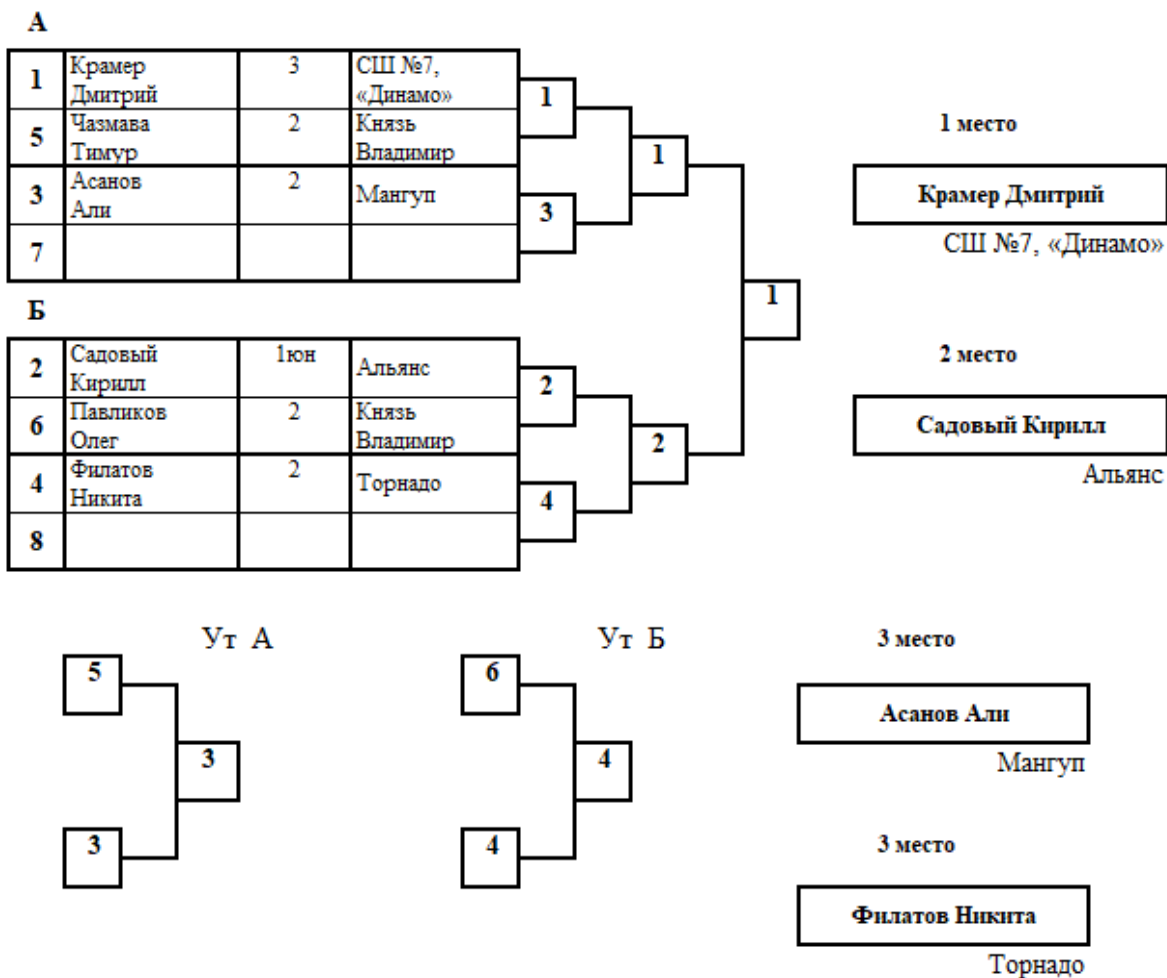 А
1 Крамер Дмитрий 3 СШ №7, «Динамо»
5 Чазмава Тимур 2 Князь Владимир
3 Асанов Али 2 Мангуп
7
1
3
1
1
Б
2 Садовый Кирилл 1юн Альянс
6 Павликов Олег 2 Князь Владимир
4 Филатов Никита 2 Торнадо
8
2
4
2
1 место
Крамер Дмитрий
СШ №7, «Динамо»
2 место
Садовый Кирилл
Альянс
Ут А
5
3
3
Ут Б
6
4
4
3 место
Асанов Али
Мангуп
3 место
Филатов Никита
Торнадо